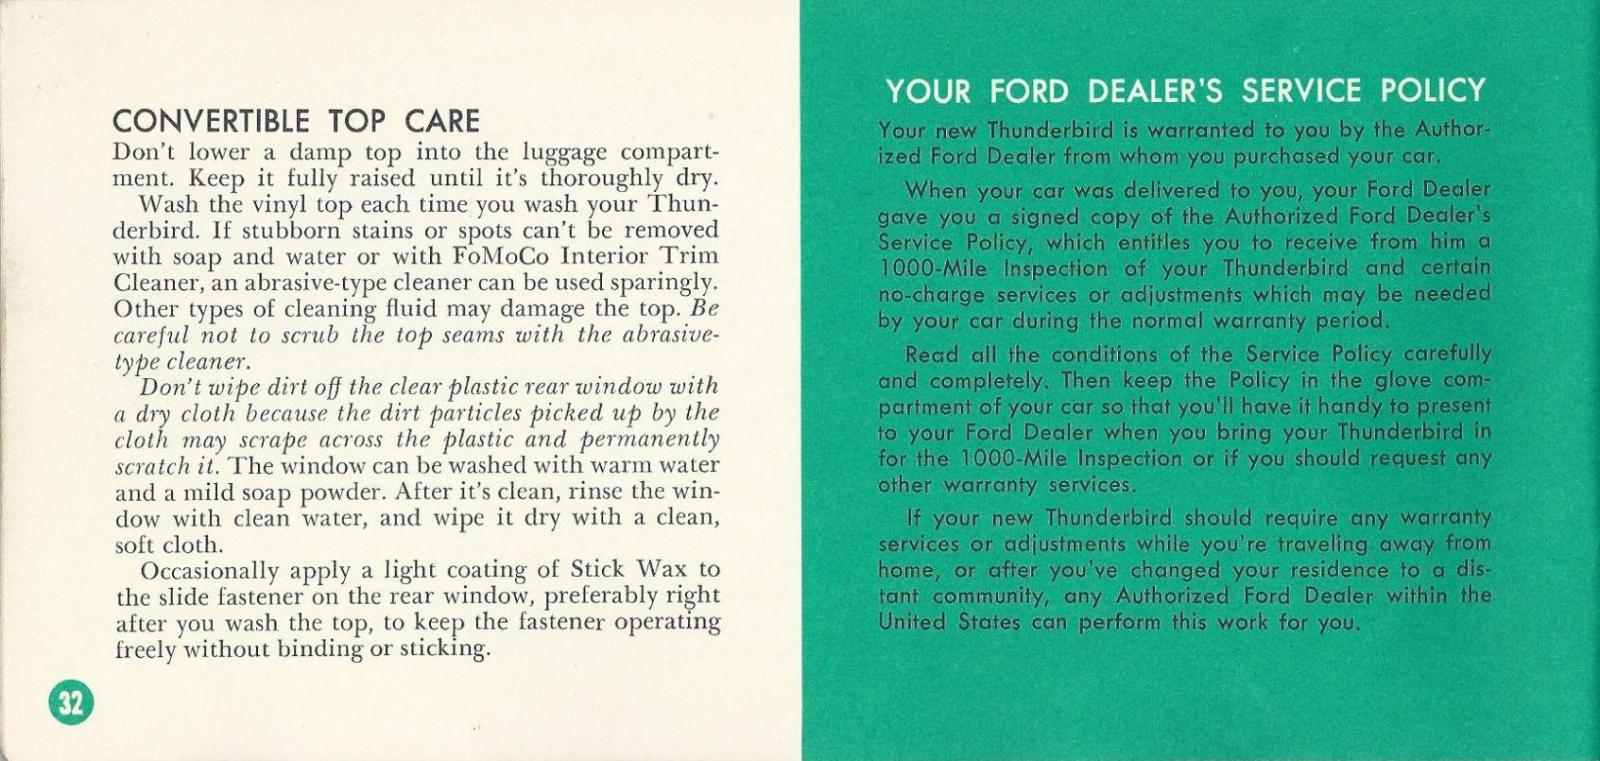 CONVERTIBLE TOP CARE
Don't lower a damp top into the luggage compart-
ment. Keep it fully raised until it's thoroughly dry.
Wash the vinyl top each time you wash your Thun-
derbird. If stubborn stains or spots can't be removed
with soap and water or with FoMoCo Interior Trim
Cleaner, an abrasive-type cleaner can be used sparingly.
Other types of cleaning fluid may damage the top. Be
careful not to scrub the top seams with the abrasive-
type cleaner.
Don't wipe dirt off the clear plastic rear window with
a dry cloth because the dirt particles picked up by the
cloth may scrape across the plastic and permanently
scratch it. The window can be washed with warm water
and a mild soap powder. After it's clean, rinse the win-
dow with clean water, and wipe it dry with a clean,
soft cloth.
Occasionally apply a light coating of Stick Wax to
the slide fastener on the rear window, preferably right
after you wash the top, to keep the fastener operating
freely without binding or sticking.
32
YOUR FORD DEALER'S SERVICE POLICY
Your new Thunderbird is warranted to you by the Author-
ized Ford Dealer from whom you purchased your car.
When your car was delivered to you, your Ford Dealer
gave you a signed copy of the Authorized Ford Dealer's
Service Policy, which entitles you to receive from him a
1000-Mile Inspection of your Thunderbird and certain
no-charge services or adjustments which may be needed
by your car during the normal warranty period.
Read all the conditions of the Service Policy carefully
and completely. Then keep the Policy in the glove com-
partment of your car so that you'll have it handy to present
to your Ford Dealer when you bring your Thunderbird in
for the 1000-Mile Inspection or if you should request any
other warranty services.
If your new Thunderbird should require any warranty
services or adjustments while you're traveling away from
home, or after you've changed your residence to a dis-
tant community, any Authorized Ford Dealer within the
United States can perform this work for you.